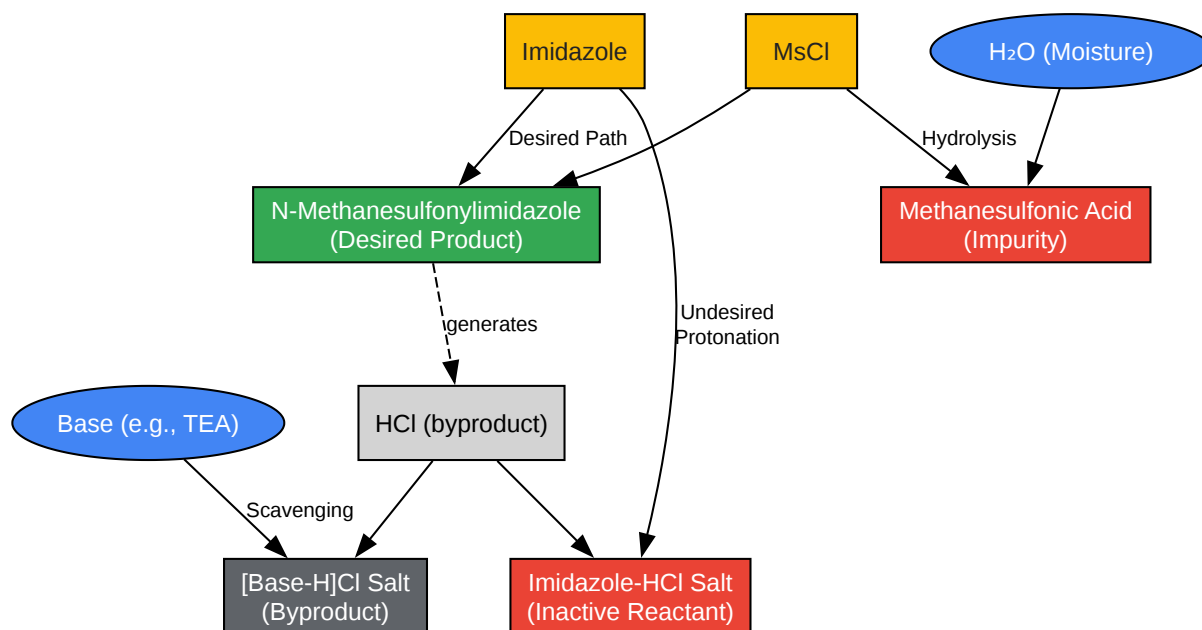 Imidazole
MsCl
H₂O (Moisture)
Desired Path
Hydrolysis
N-Methanesulfonylimidazole
(Desired Product)
Methanesulfonic Acid
(Impurity)
generates
Undesired
Protonation
Base (e.g., TEA)
HCl (byproduct)
Scavenging
[Base-H]Cl Salt
(Byproduct)
Imidazole-HCl Salt
(Inactive Reactant)